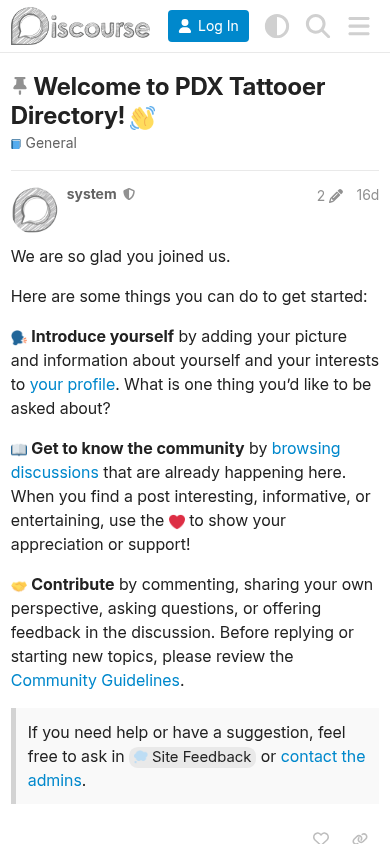 Discourse
Log In
Welcome to PDX Tattooer
Directory! 👋
General
system
2
16d
We are so glad you joined us.
Here are some things you can do to get started:
🗣 Introduce yourself by adding your picture
and information about yourself and your interests
to your profile. What is one thing you’d like to be
asked about?
📖 Get to know the community by browsing
discussions that are already happening here.
When you find a post interesting, informative, or
entertaining, use the ❤️ to show your
appreciation or support!
🤝 Contribute by commenting, sharing your own
perspective, asking questions, or offering
feedback in the discussion. Before replying or
starting new topics, please review the
Community Guidelines.
If you need help or have a suggestion, feel
free to ask in 💬 Site Feedback or contact the
admins.